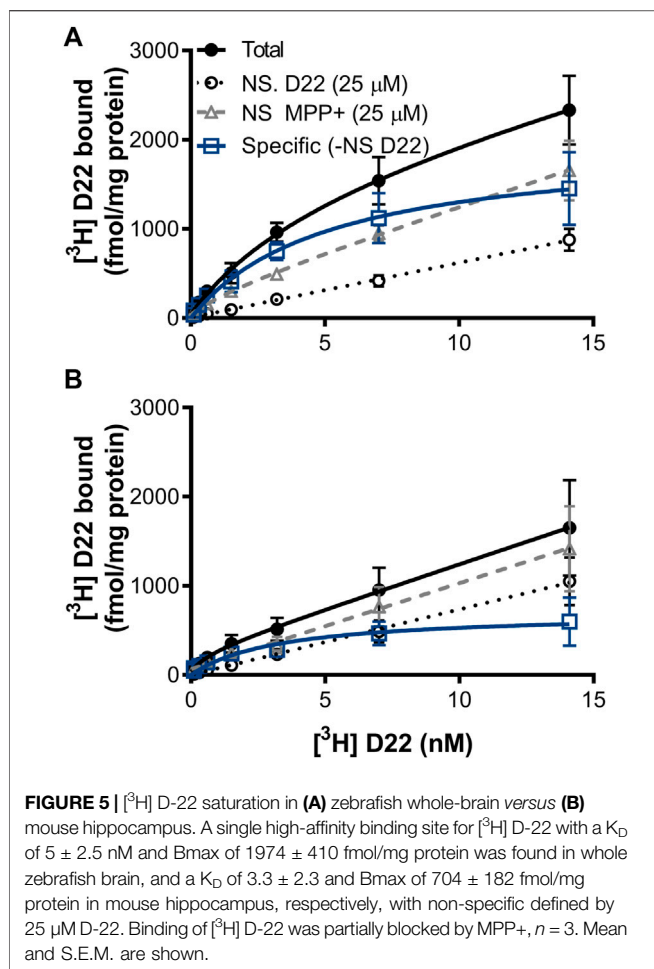 A
3000
2000
1000
0
[³H] D22 bound
(fmol/mg protein)
Total
NS. D22 (25 µM)
NS MPP+ (25 µM)
Specific (-NS D22)
0 5 10 15
B
3000
2000
1000
0
[³H] D22 bound
(fmol/mg protein)
0 5 10 15
[³H] D22 (nM)
FIGURE 5 | [³H] D-22 saturation in (A) zebrafish whole-brain versus (B)
mouse hippocampus. A single high-affinity binding site for [³H] D-22 with a K_D
of 5 ± 2.5 nM and Bmax of 1974 ± 410 fmol/mg protein was found in whole
zebrafish brain, and a K_D of 3.3 ± 2.3 and Bmax of 704 ± 182 fmol/mg
protein in mouse hippocampus, respectively, with non-specific defined by
25 µM D-22. Binding of [³H] D-22 was partially blocked by MPP+, n = 3. Mean
and S.E.M. are shown.